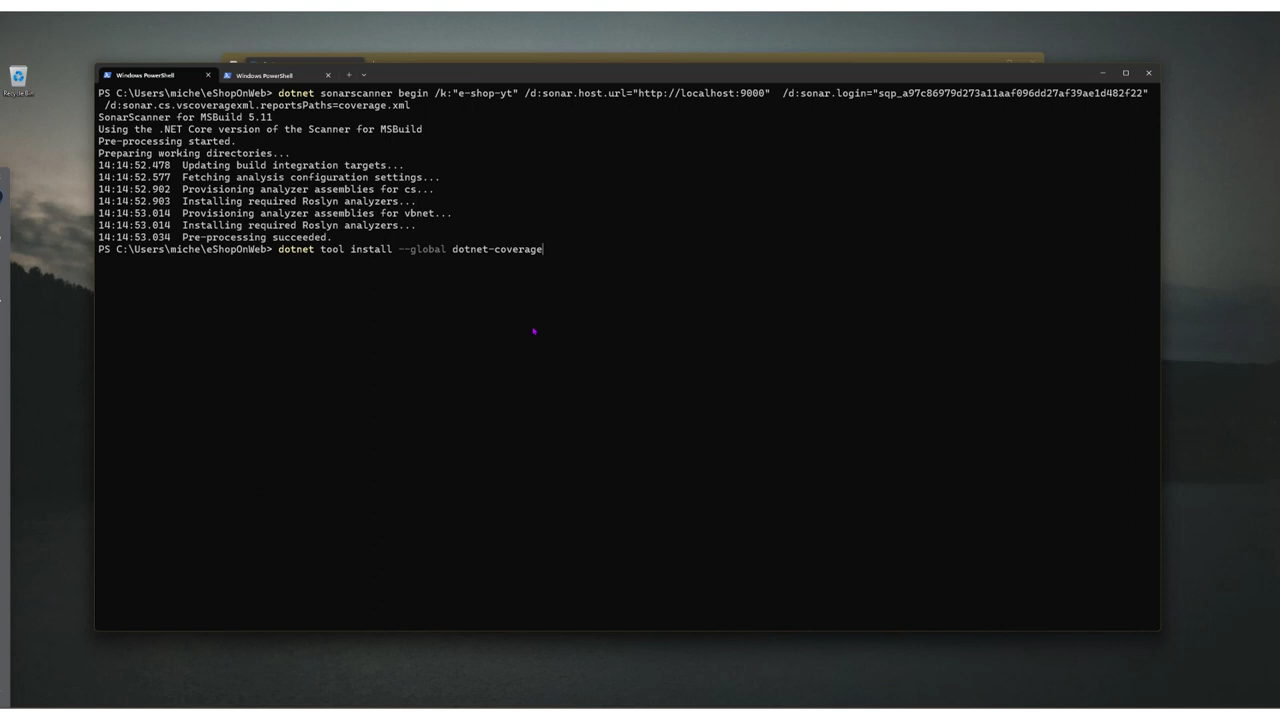 Recycle Bin
Windows PowerShell
Windows PowerShell
PS C:\Users\miche\eShopOnWeb> dotnet sonarscanner begin /k:"e-shop-yt" /d:sonar.host.url="http://localhost:9000"  /d:sonar.login="sqp_a97c86979d273a11aaf096dd27af39ae1d482f22"
/d:sonar.cs.vscoveragexml.reportsPaths=coverage.xml
SonarScanner for MSBuild 5.11
Using the .NET Core version of the Scanner for MSBuild
Pre-processing started.
Preparing working directories...
14:14:52.478  Updating build integration targets...
14:14:52.577  Fetching analysis configuration settings...
14:14:52.902  Provisioning analyzer assemblies for cs...
14:14:52.903  Installing required Roslyn analyzers...
14:14:53.014  Provisioning analyzer assemblies for vbnet...
14:14:53.014  Installing required Roslyn analyzers...
14:14:53.034  Pre-processing succeeded.
PS C:\Users\miche\eShopOnWeb> dotnet tool install --global dotnet-coverage